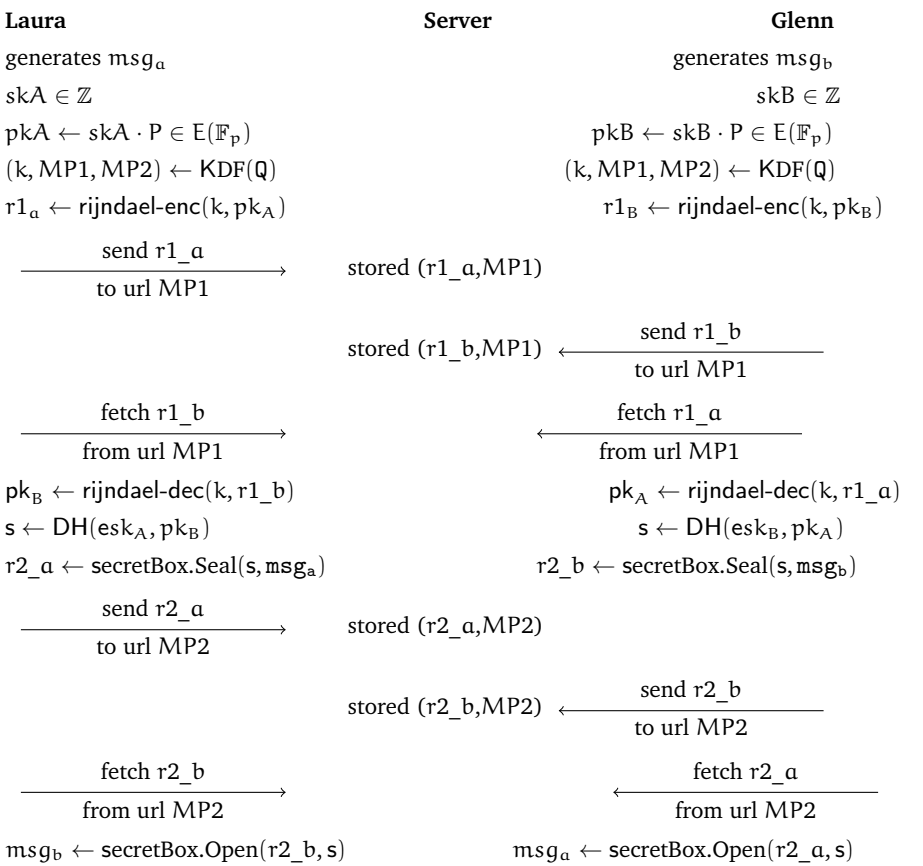 Laura Server Glenn
generates msg_a generates msg_b
skA ∈ ℤ skB ∈ ℤ
pkA ← skA · P ∈ E(𝔽_p) pkB ← skB · P ∈ E(𝔽_p)
(k, MP1, MP2) ← KDF(Q) (k, MP1, MP2) ← KDF(Q)
r1_a ← rijndael-enc(k, pk_A) r1_B ← rijndael-enc(k, pk_B)
send r1_a
to url MP1
stored (r1_a,MP1)
stored (r1_b,MP1)
send r1_b
to url MP1
fetch r1_b fetch r1_a
from url MP1 from url MP1
pk_B ← rijndael-dec(k, r1_b) pk_A ← rijndael-dec(k, r1_a)
s ← DH(esk_A, pk_B) s ← DH(esk_B, pk_A)
r2_a ← secretBox.Seal(s, msg_a) r2_b ← secretBox.Seal(s, msg_b)
send r2_a
to url MP2
stored (r2_a,MP2)
stored (r2_b,MP2)
send r2_b
to url MP2
fetch r2_b fetch r2_a
from url MP2 from url MP2
msg_b ← secretBox.Open(r2_b, s) msg_a ← secretBox.Open(r2_a, s)